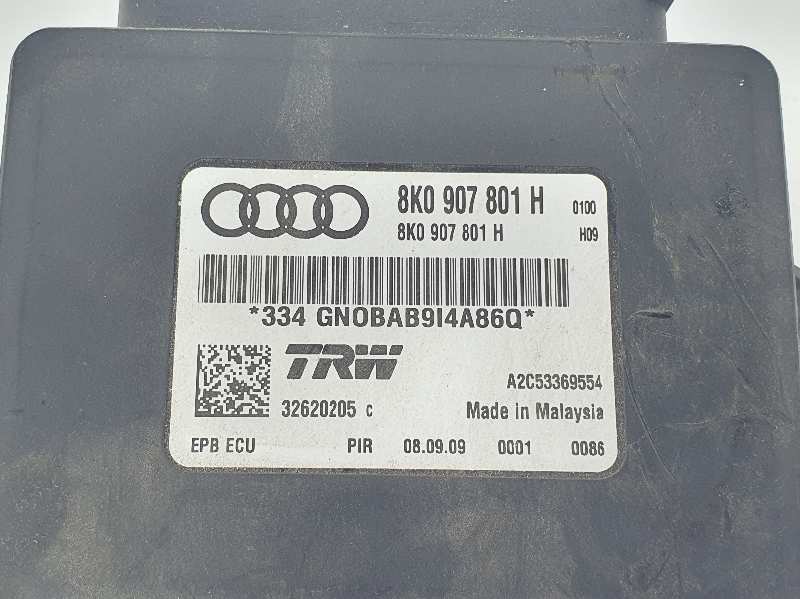 8K0 907 801 H 0100
8K0 907 801 H H09
*334 GNOBAB9I4A86Q*
TRW A2C53369554
32620205 C Made in Malaysia
EPB ECU PIR 08.09.09 0001 0086